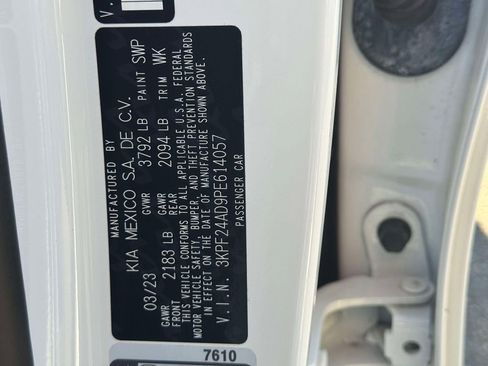 MANUFACTURED BY
KIA MEXICO S.A. DE C.V.
03/23 GVWR 3792 LB PAINT SWP
GAWR FRONT 2183 LB GAWR REAR 2094 LB TRIM WK
THIS VEHICLE CONFORMS TO ALL APPLICABLE U.S.A. FEDERAL
MOTOR VEHICLE SAFETY, BUMPER, AND THEFT PREVENTION STANDARDS
IN EFFECT ON THE DATE OF MANUFACTURE SHOWN ABOVE.
V.I.N. 3KPF24AD9PE614057
PASSENGER CAR
7610
V.